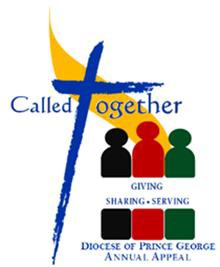 Called Together
GIVING
SHARING • SERVING
DIOCESE OF PRINCE GEORGE
ANNUAL APPEAL